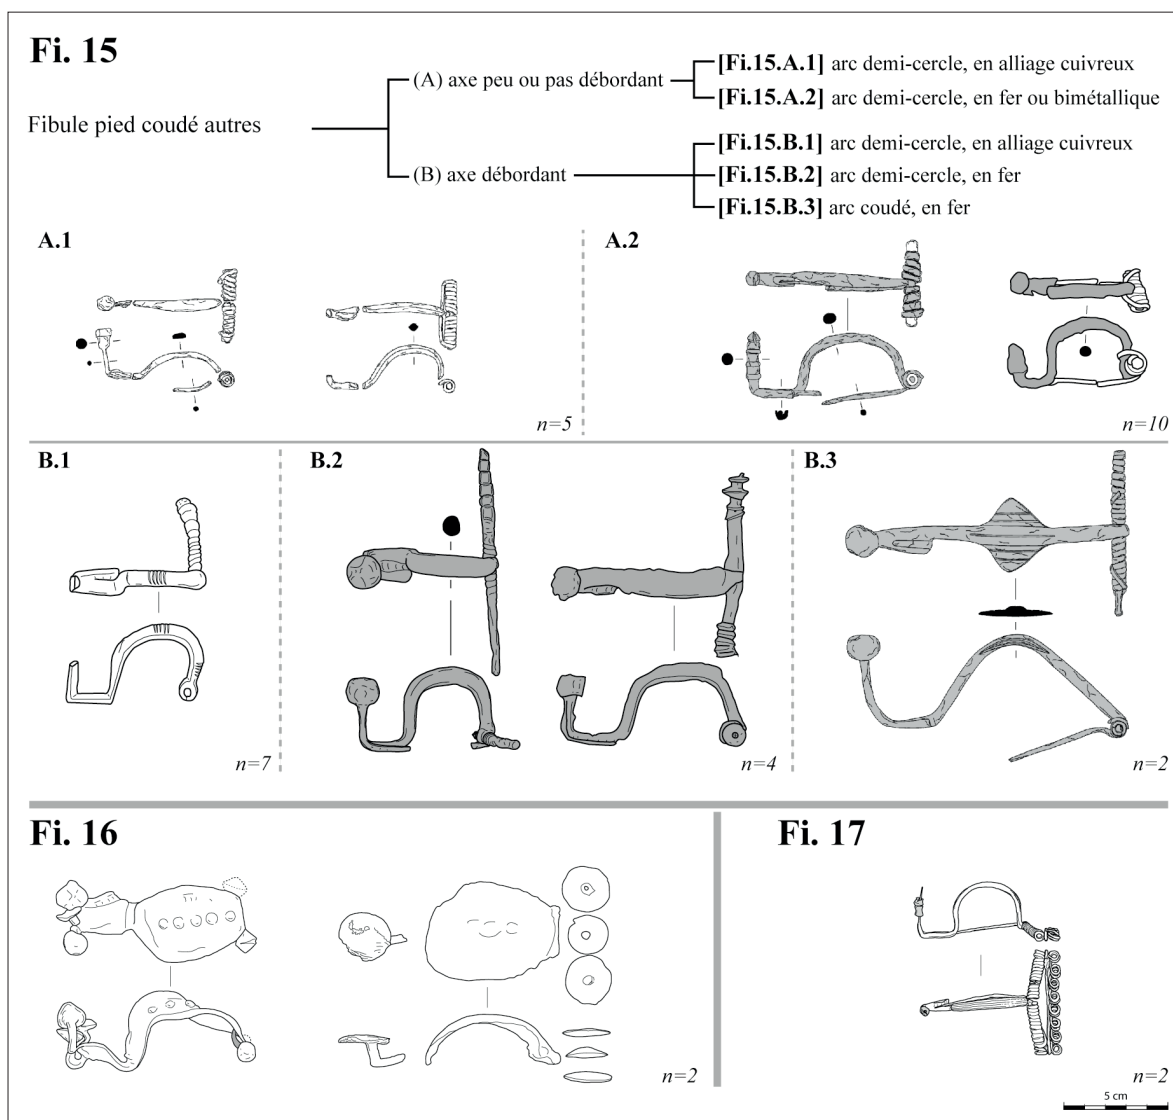 Fi. 15
Fibule pied coudé autres
(A) axe peu ou pas débordant
[Fi.15.A.1] arc demi-cercle, en alliage cuivreux
[Fi.15.A.2] arc demi-cercle, en fer ou bimétallique
(B) axe débordant
[Fi.15.B.1] arc demi-cercle, en alliage cuivreux
[Fi.15.B.2] arc demi-cercle, en fer
[Fi.15.B.3] arc coudé, en fer
A.1
n=5
A.2
n=10
B.1
n=7
B.2
n=4
B.3
n=2
Fi. 16
n=2
Fi. 17
n=2
5 cm